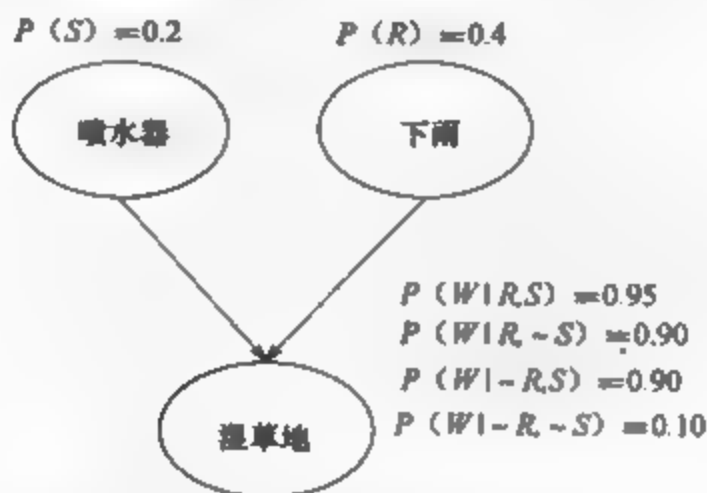 P（S）=0.2
P（R）=0.4
喷水器
下雨
P（W|R,S）=0.95
P（W|R, ~S）=0.90
P（W|~R,S）=0.90
P（W|~R, ~S）=0.10
湿草地